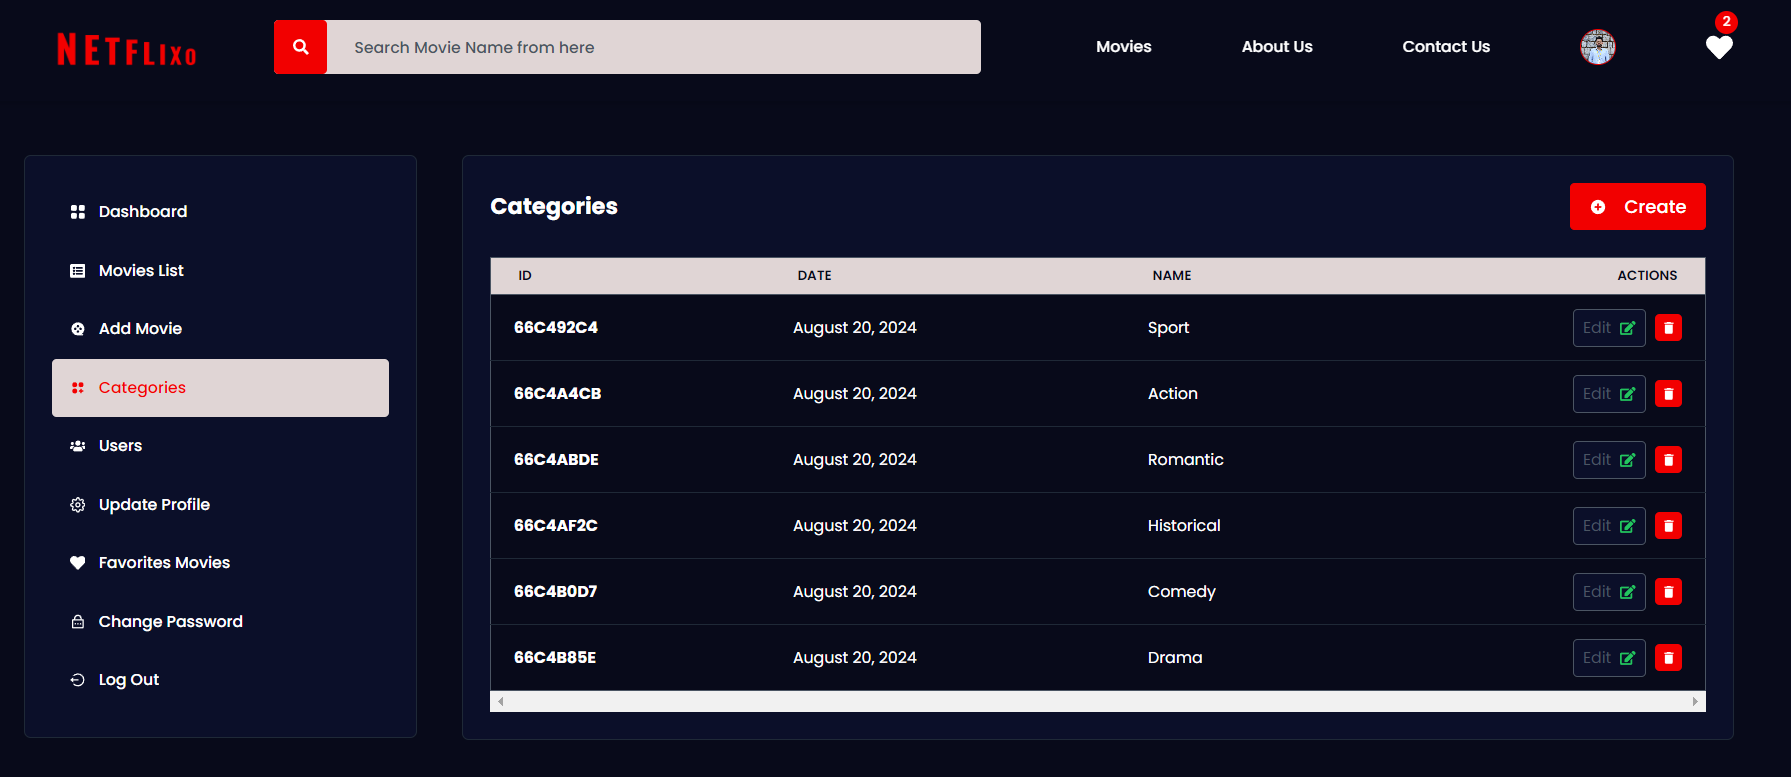 NETFLIXO
Search Movie Name from here
Movies
About Us
Contact Us
2
Dashboard
Movies List
Add Movie
Categories
Users
Update Profile
Favorites Movies
Change Password
Log Out
Categories
Create
ID DATE NAME ACTIONS
66C492C4 August 20, 2024 Sport Edit
66C4A4CB August 20, 2024 Action Edit
66C4ABDE August 20, 2024 Romantic Edit
66C4AF2C August 20, 2024 Historical Edit
66C4B0D7 August 20, 2024 Comedy Edit
66C4B85E August 20, 2024 Drama Edit